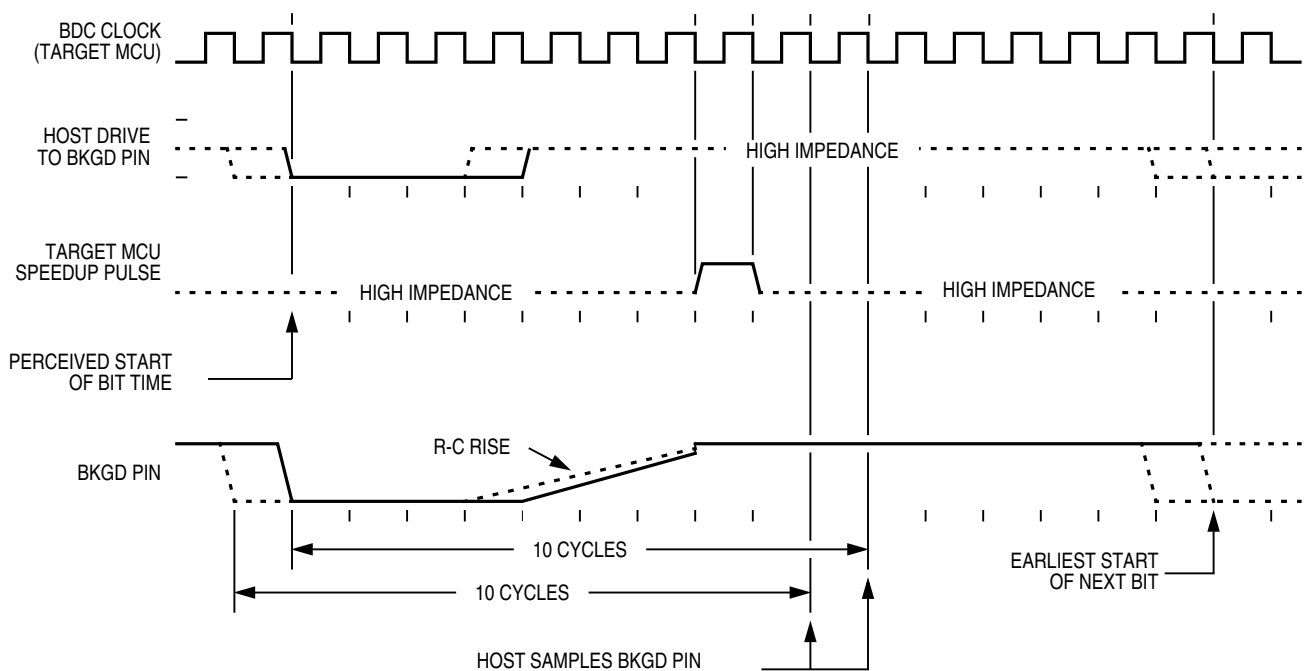 BDC CLOCK
(TARGET MCU)
HOST DRIVE
TO BKGD PIN
HIGH IMPEDANCE
TARGET MCU
SPEEDUP PULSE
HIGH IMPEDANCE
HIGH IMPEDANCE
PERCEIVED START
OF BIT TIME
R-C RISE
BKGD PIN
10 CYCLES
EARLIEST START
OF NEXT BIT
10 CYCLES
HOST SAMPLES BKGD PIN